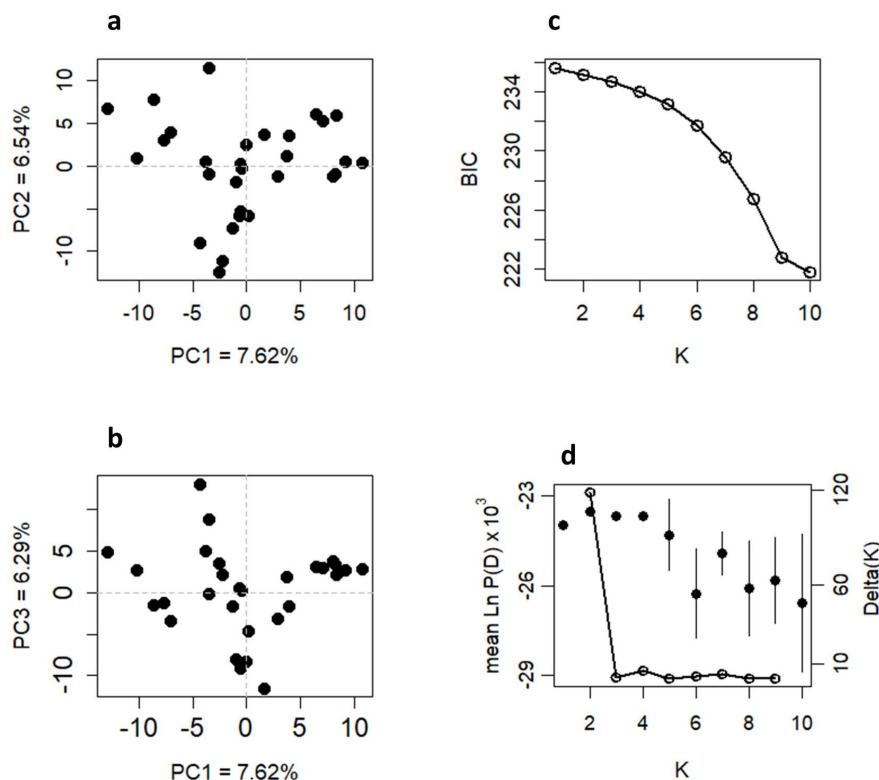 a
PC2 = 6.54%
10
5
0
-10
-10 -5 0 5 10
PC1 = 7.62%
c
BIC
234
230
226
222
2 4 6 8 10
K
b
PC3 = 6.29%
5
0
-10
-10 -5 0 5 10
PC1 = 7.62%
d
mean Ln P(D) x 10³
-23
-26
-29
120
60
10
Delta(K)
2 4 6 8 10
K